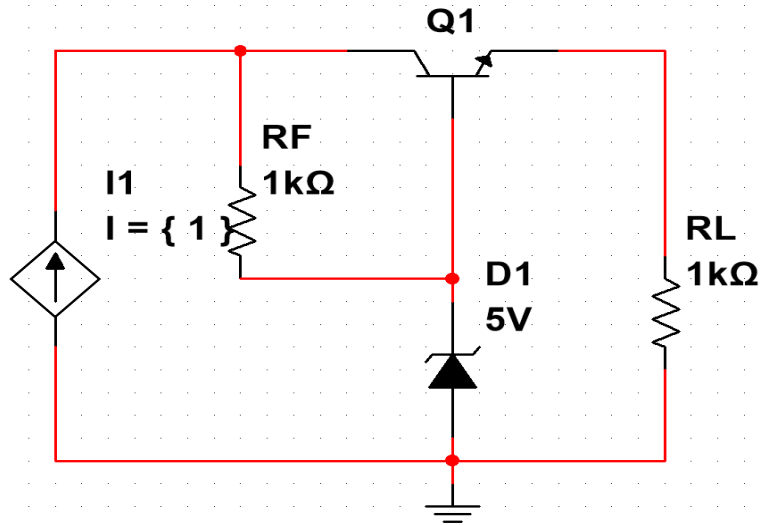 Q1
RF
1kΩ
I1
I = { 1 }
RL
1kΩ
D1
5V